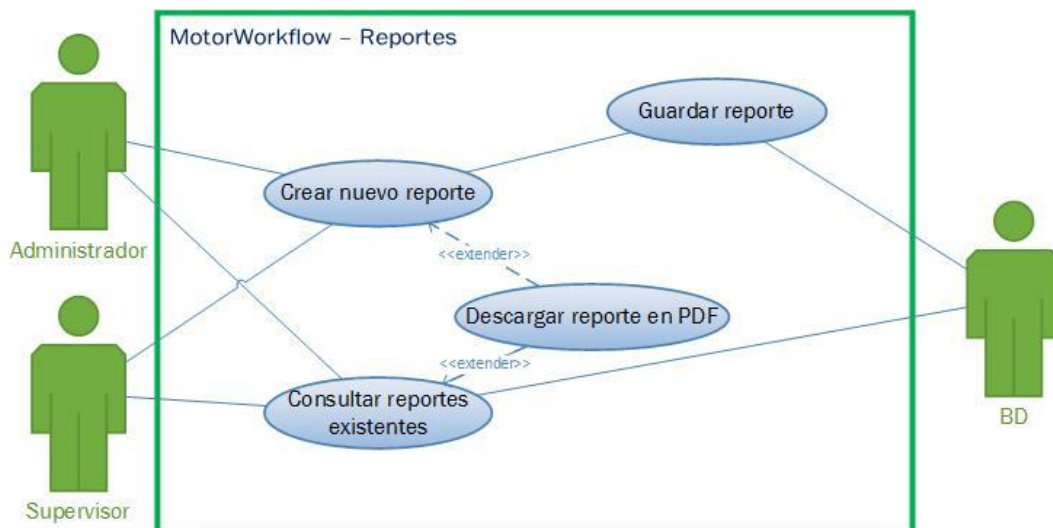 MotorWorkflow – Reportes
Guardar reporte
Crear nuevo reporte
Administrador
<<extender>>
Descargar reporte en PDF
<<extender>>
Consultar reportes
existentes
BD
Supervisor